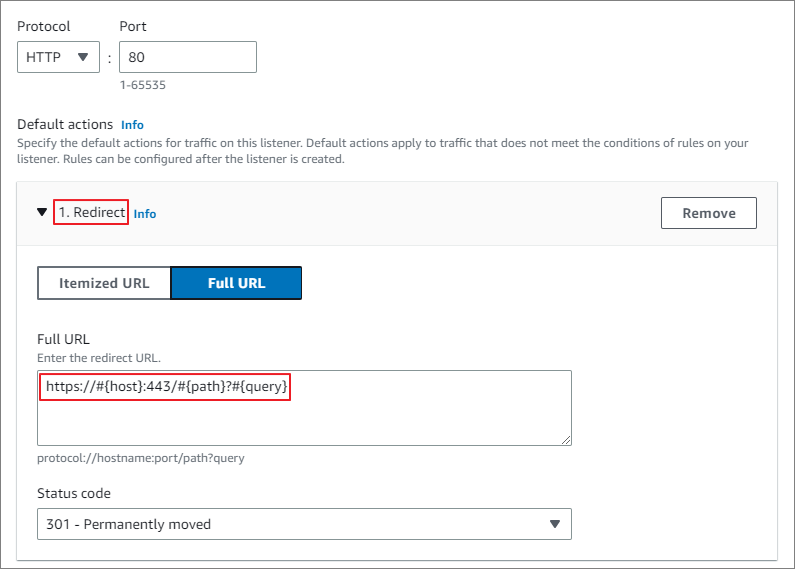 Protocol Port
HTTP : 80
1-65535
Default actions Info
Specify the default actions for traffic on this listener. Default actions apply to traffic that does not meet the conditions of rules on your
listener. Rules can be configured after the listener is created.
1. Redirect Info Remove
Itemized URL Full URL
Full URL
Enter the redirect URL.
https://#{host}:443/#{path}?#{query}
protocol://hostname:port/path?query
Status code
301 - Permanently moved